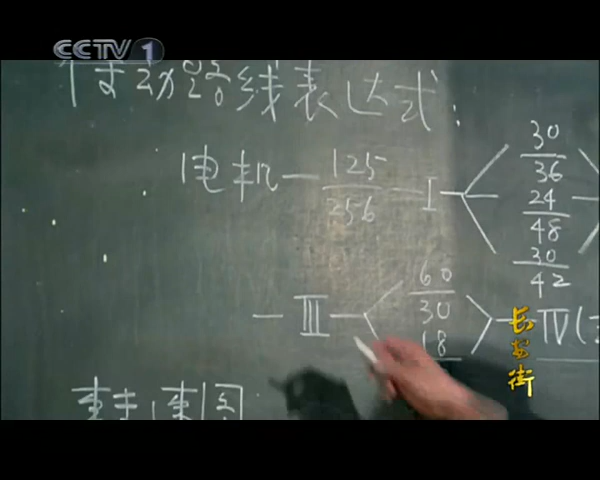 CCTV 1
传动路线表达式:
电机 — 125/256 — I
30/36
24/48
30/42
— III —
60/30
18
— IV (
长安街
转速图